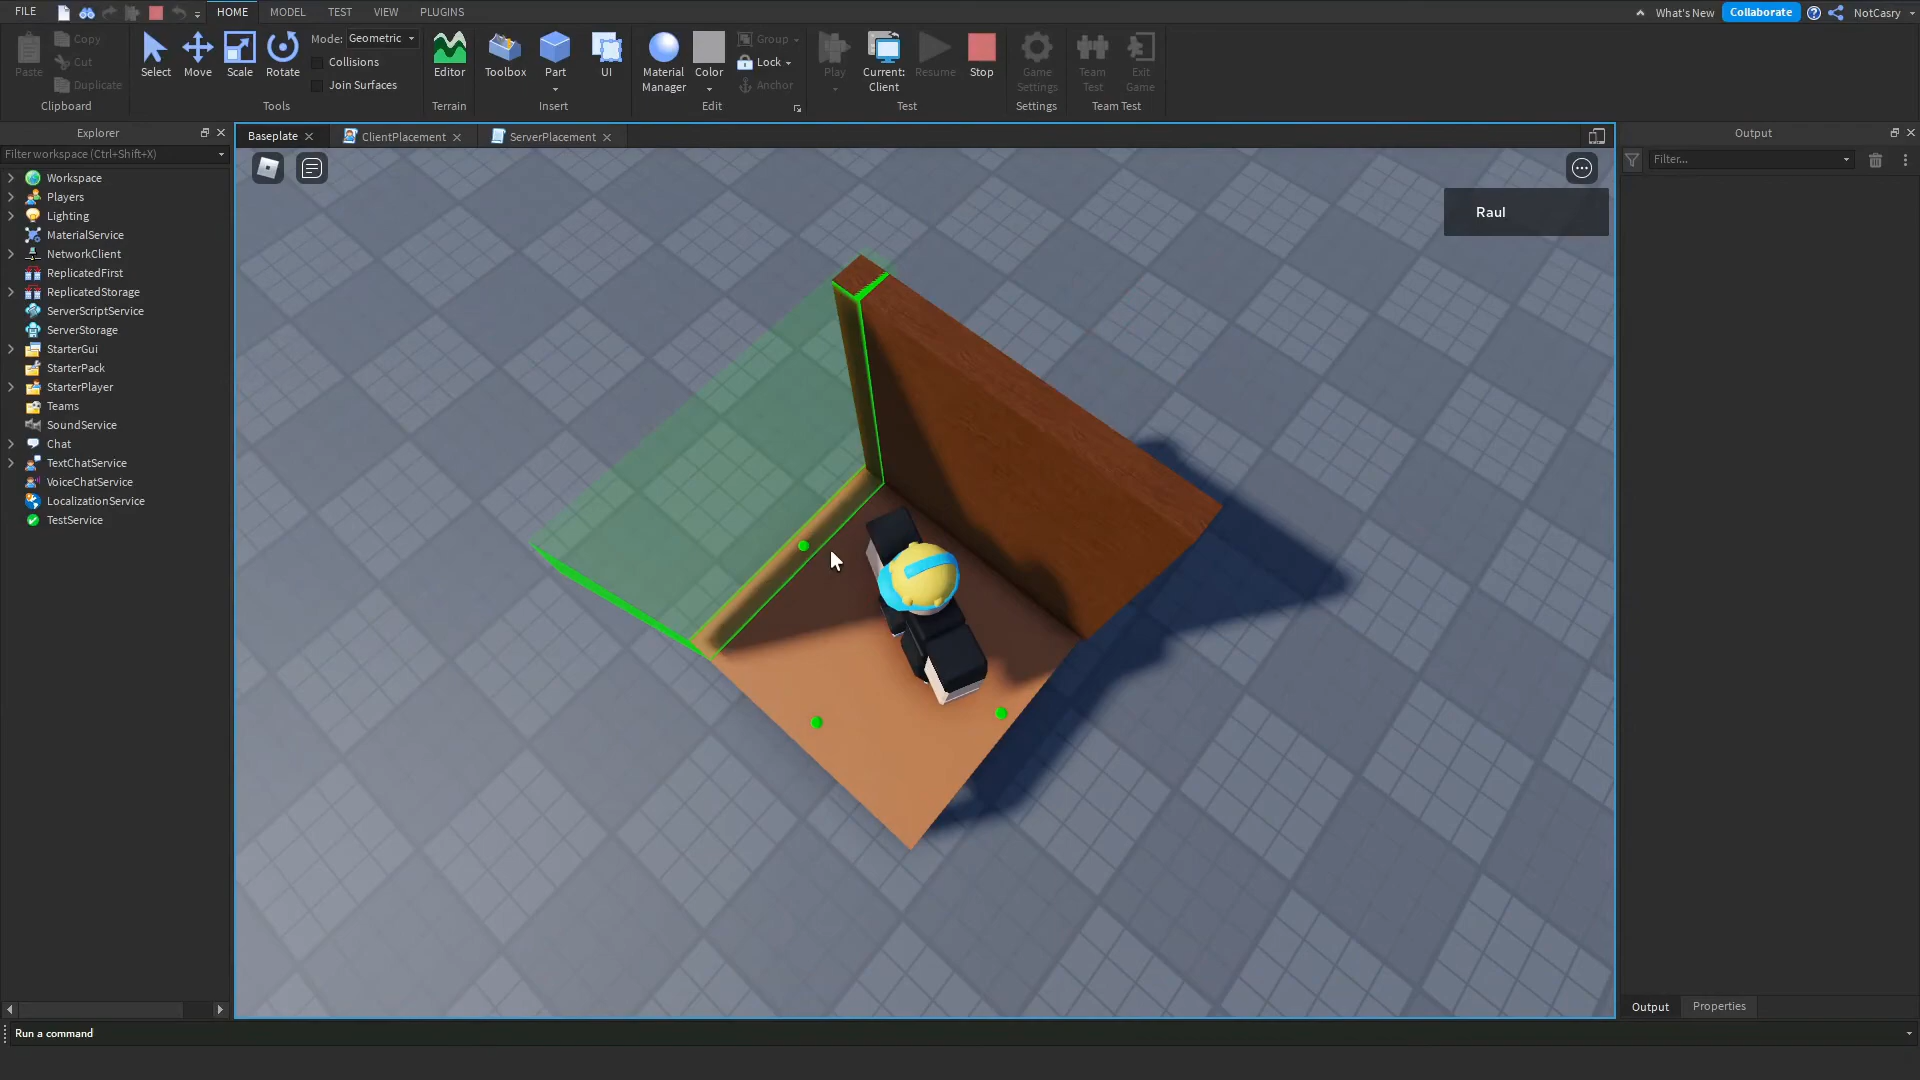 FILE
HOME
MODEL
TEST
VIEW
PLUGINS
What's New
Collaborate
NotCasry
Paste
Copy
Cut
Duplicate
Clipboard
Select
Move
Scale
Rotate
Mode: Geometric
Collisions
Join Surfaces
Tools
Editor
Terrain
Toolbox
Part
UI
Insert
Material Manager
Color
Group
Lock
Anchor
Edit
Play
Current: Client
Resume
Stop
Test
Game Settings
Settings
Team Test
Exit Game
Team Test
Explorer
Filter workspace (Ctrl+Shift+X)
Workspace
Players
Lighting
MaterialService
NetworkClient
ReplicatedFirst
ReplicatedStorage
ServerScriptService
ServerStorage
StarterGui
StarterPack
StarterPlayer
Teams
SoundService
Chat
TextChatService
VoiceChatService
LocalizationService
TestService
Baseplate
ClientPlacement
ServerPlacement
Raul
Output
Filter...
Output
Properties
Run a command